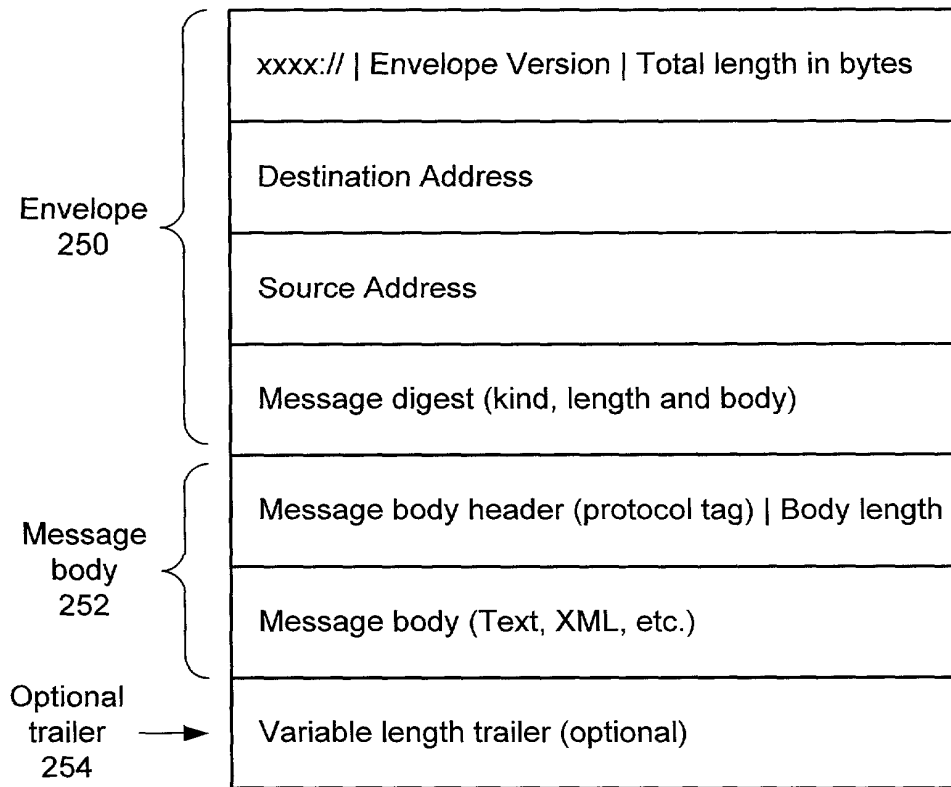 xxxx:// | Envelope Version | Total length in bytes
Destination Address
Envelope
250
Source Address
Message digest (kind, length and body)
Message body header (protocol tag) | Body length
Message
body
252
Message body (Text, XML, etc.)
Optional
trailer
254
Variable length trailer (optional)